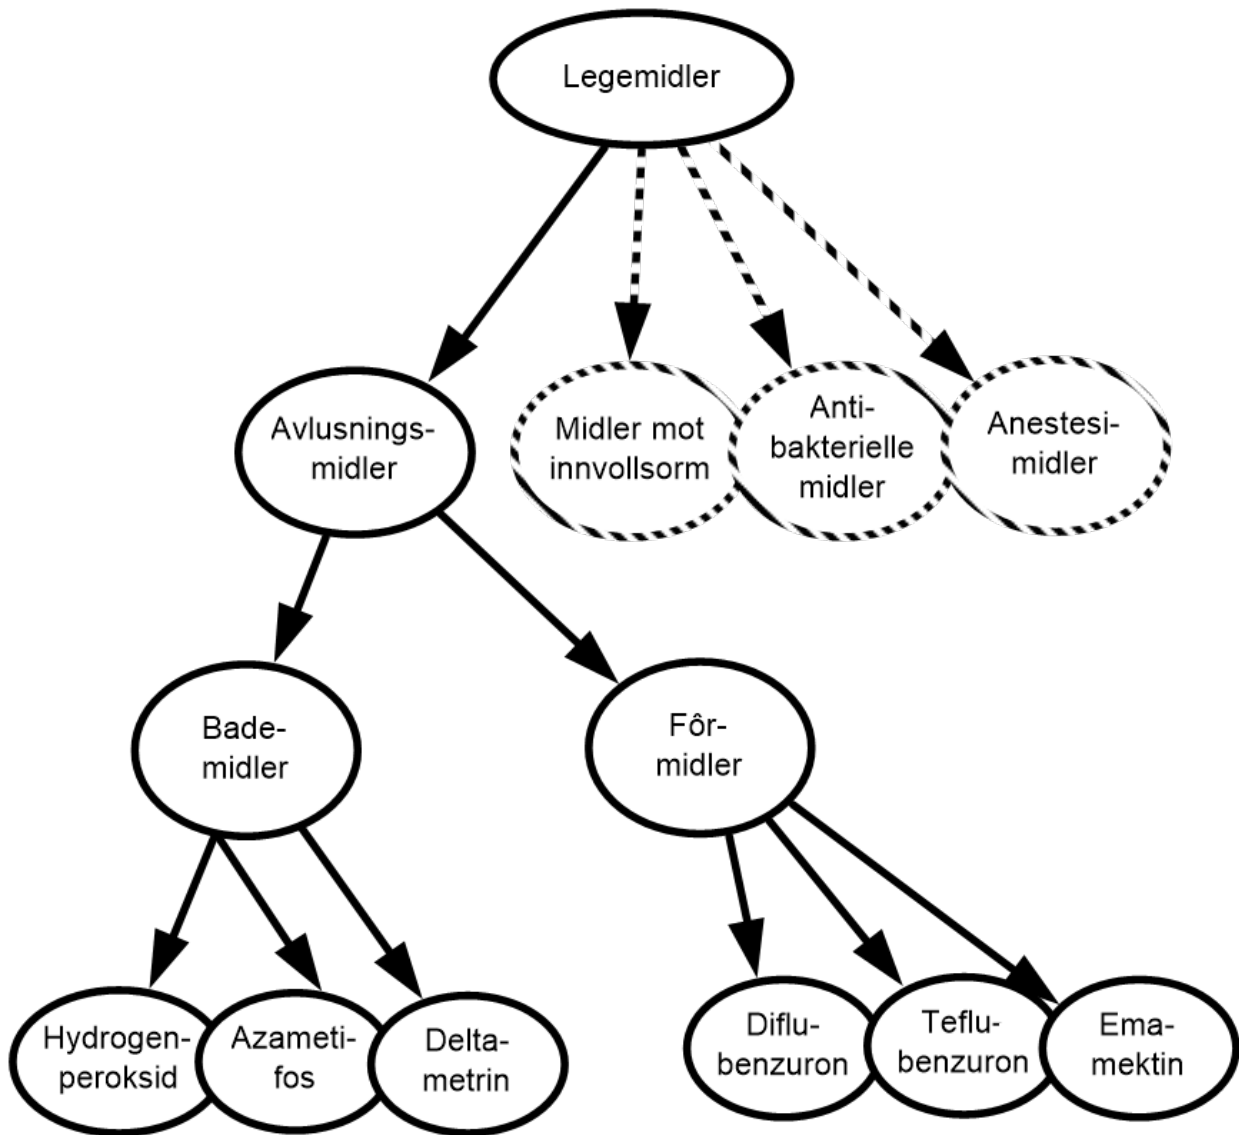 Legemidler
Avlusnings-
midler
Midler mot
innvollsorm
Anti-
bakterielle
midler
Anestesi-
midler
Bade-
midler
Fôr-
midler
Hydrogen-
peroksid
Azameti-
fos
Delta-
metrin
Diflu-
benzuron
Teflu-
benzuron
Ema-
mektin